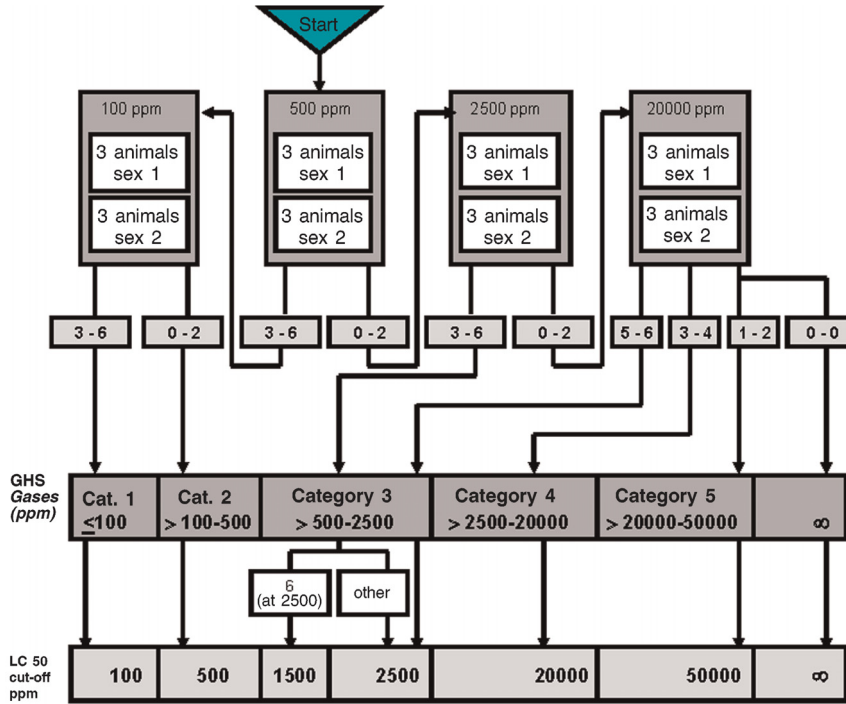 Start
100 ppm
500 ppm
2500 ppm
20000 ppm
3 animals
sex 1
3 animals
sex 1
3 animals
sex 1
3 animals
sex 1
3 animals
sex 2
3 animals
sex 2
3 animals
sex 2
3 animals
sex 2
3 - 6
0 - 2
3 - 6
0 - 2
3 - 6
0 - 2
5 - 6
3 - 4
1 - 2
0 - 0
GHS
Gases
(ppm)
Cat. 1
≤100
Cat. 2
> 100-500
Category 3
> 500-2500
Category 4
> 2500-20000
Category 5
> 20000-50000
∞
6
(at 2500)
other
LC 50
cut-off
ppm
100
500
1500
2500
20000
50000
∞